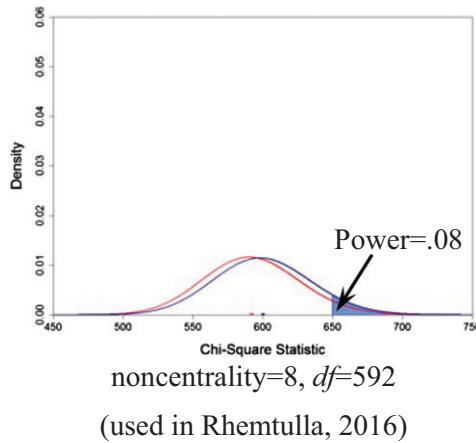 0.06
0.05
0.04
0.03
0.02
0.01
0.00
Density
Power=.08
450 500 550 600 650 700 750
Chi-Square Statistic
noncentrality=8, df=592
(used in Rhemtulla, 2016)